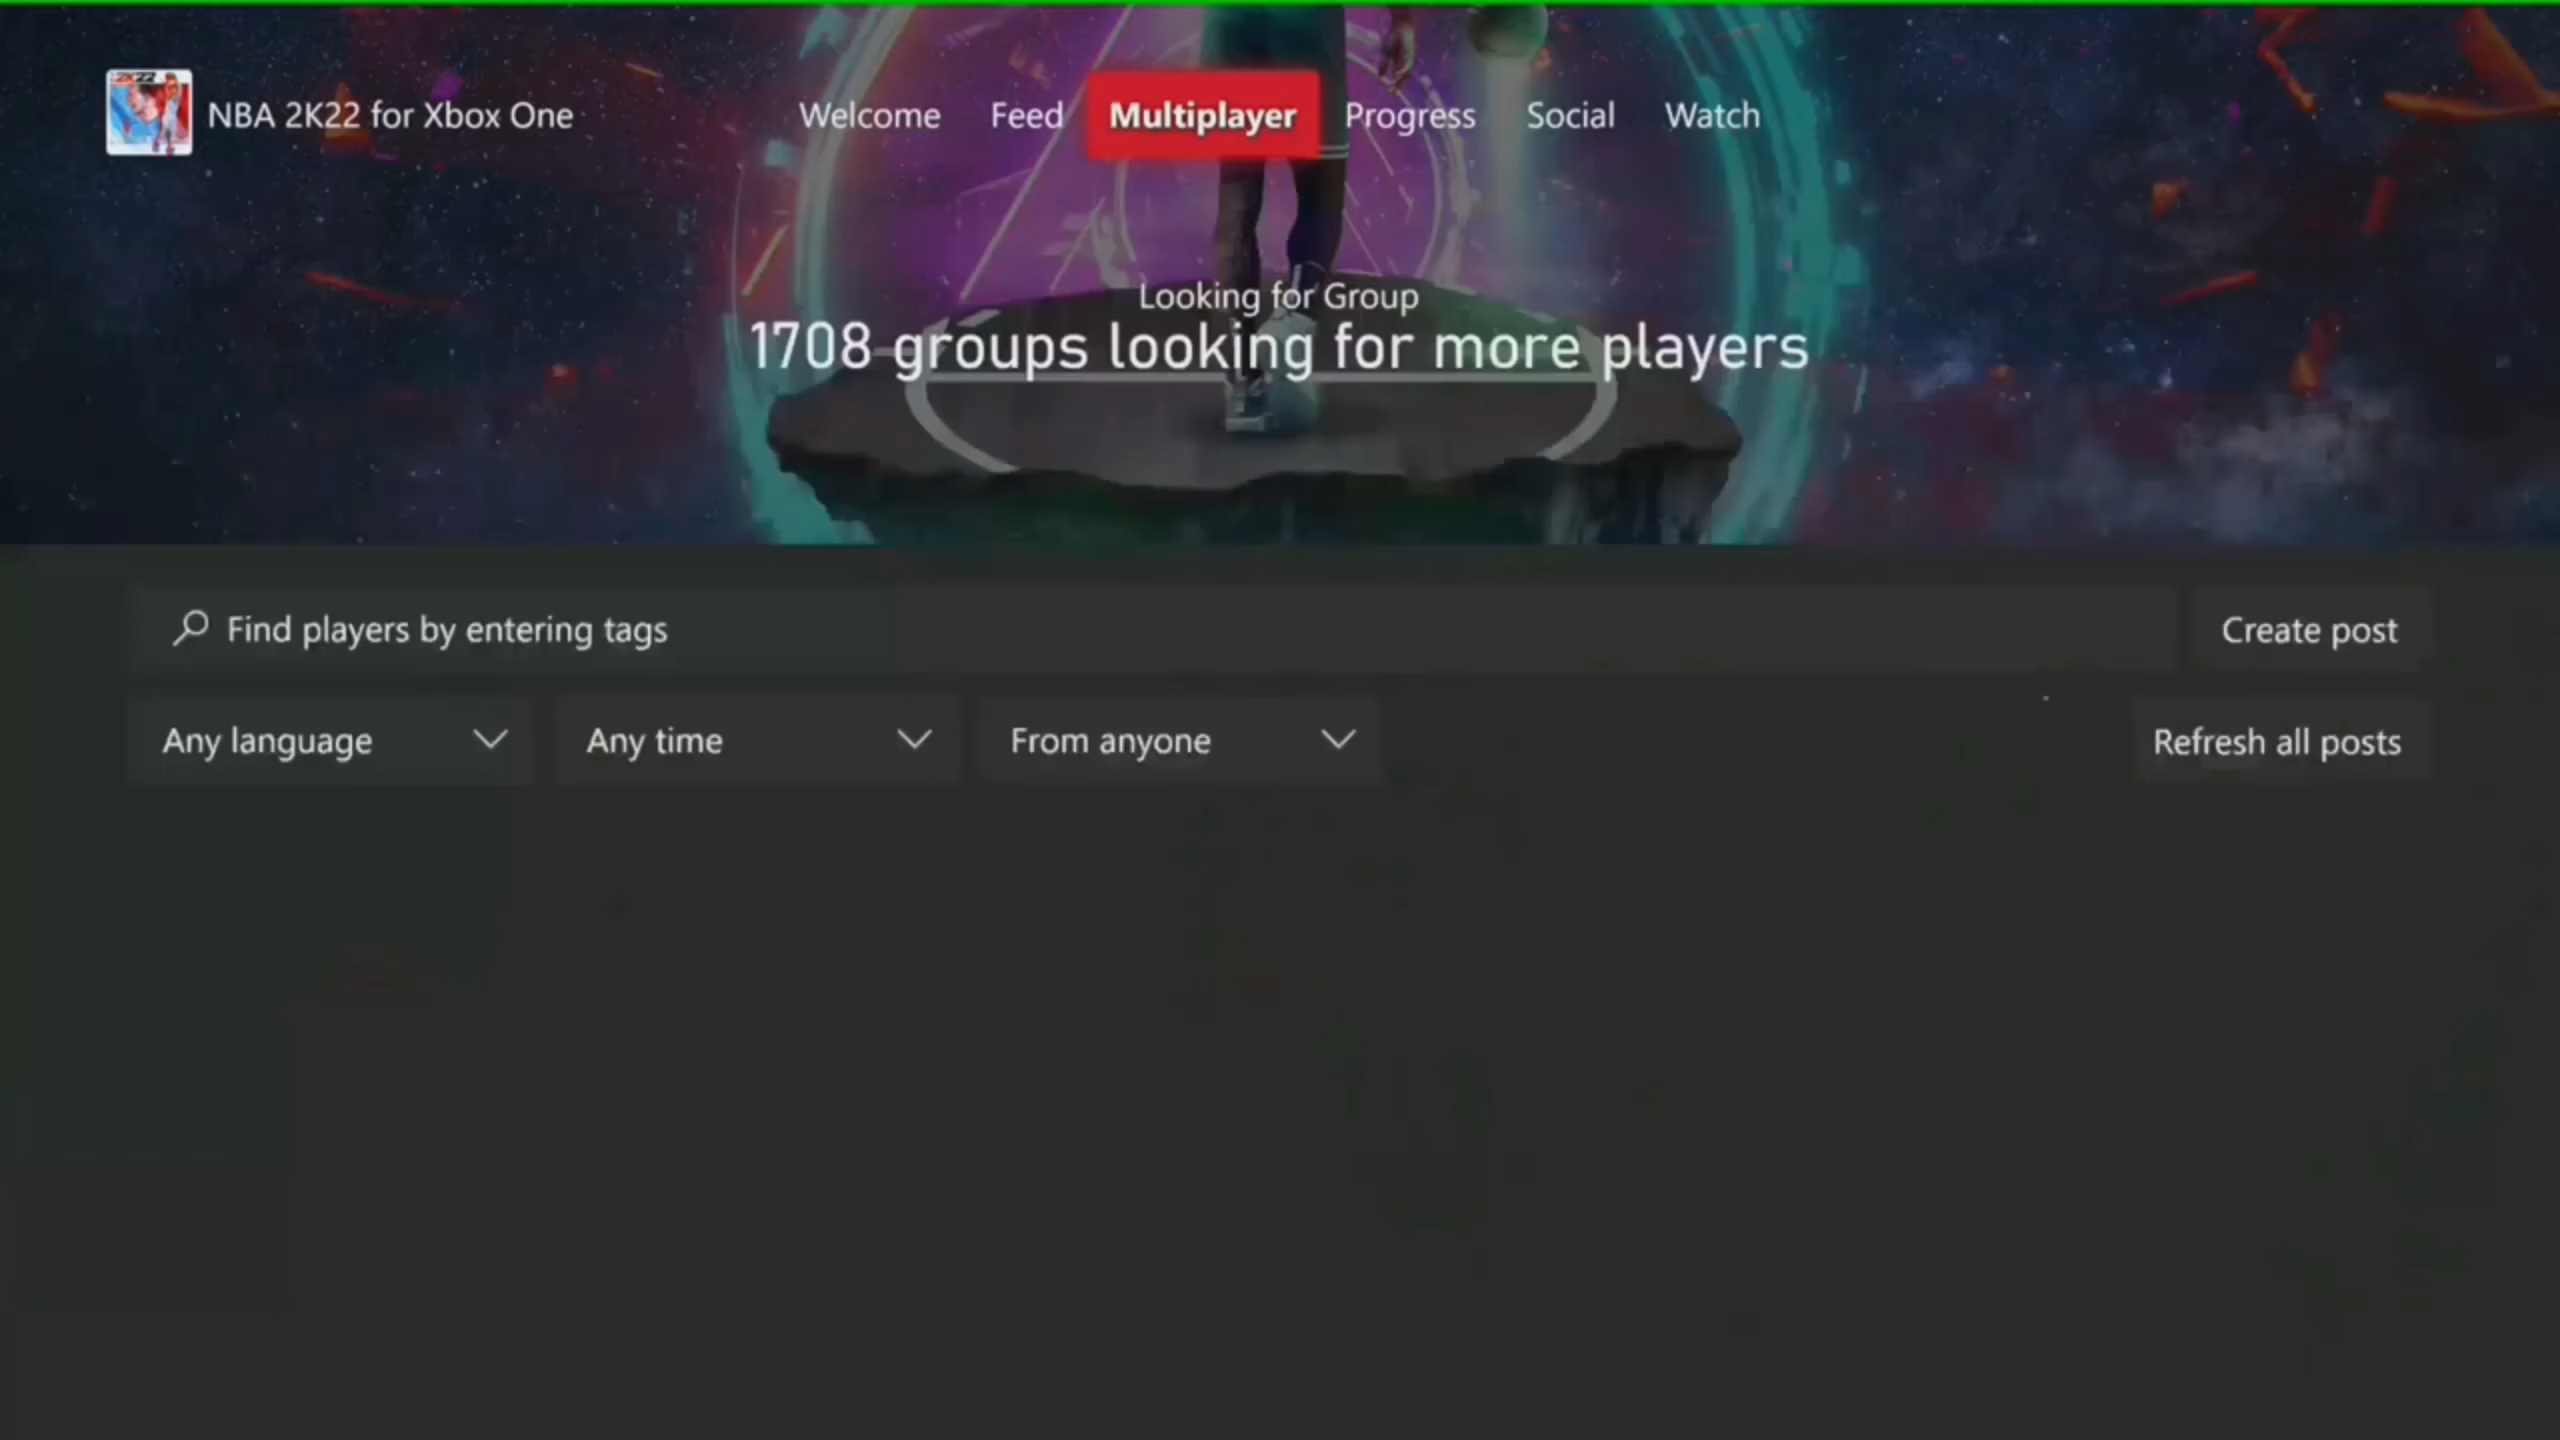 2K22
NBA 2K22 for Xbox One
Welcome
Feed
Multiplayer
Progress
Social
Watch
Looking for Group
1708 groups looking for more players
Find players by entering tags
Create post
Any language
Any time
From anyone
Refresh all posts